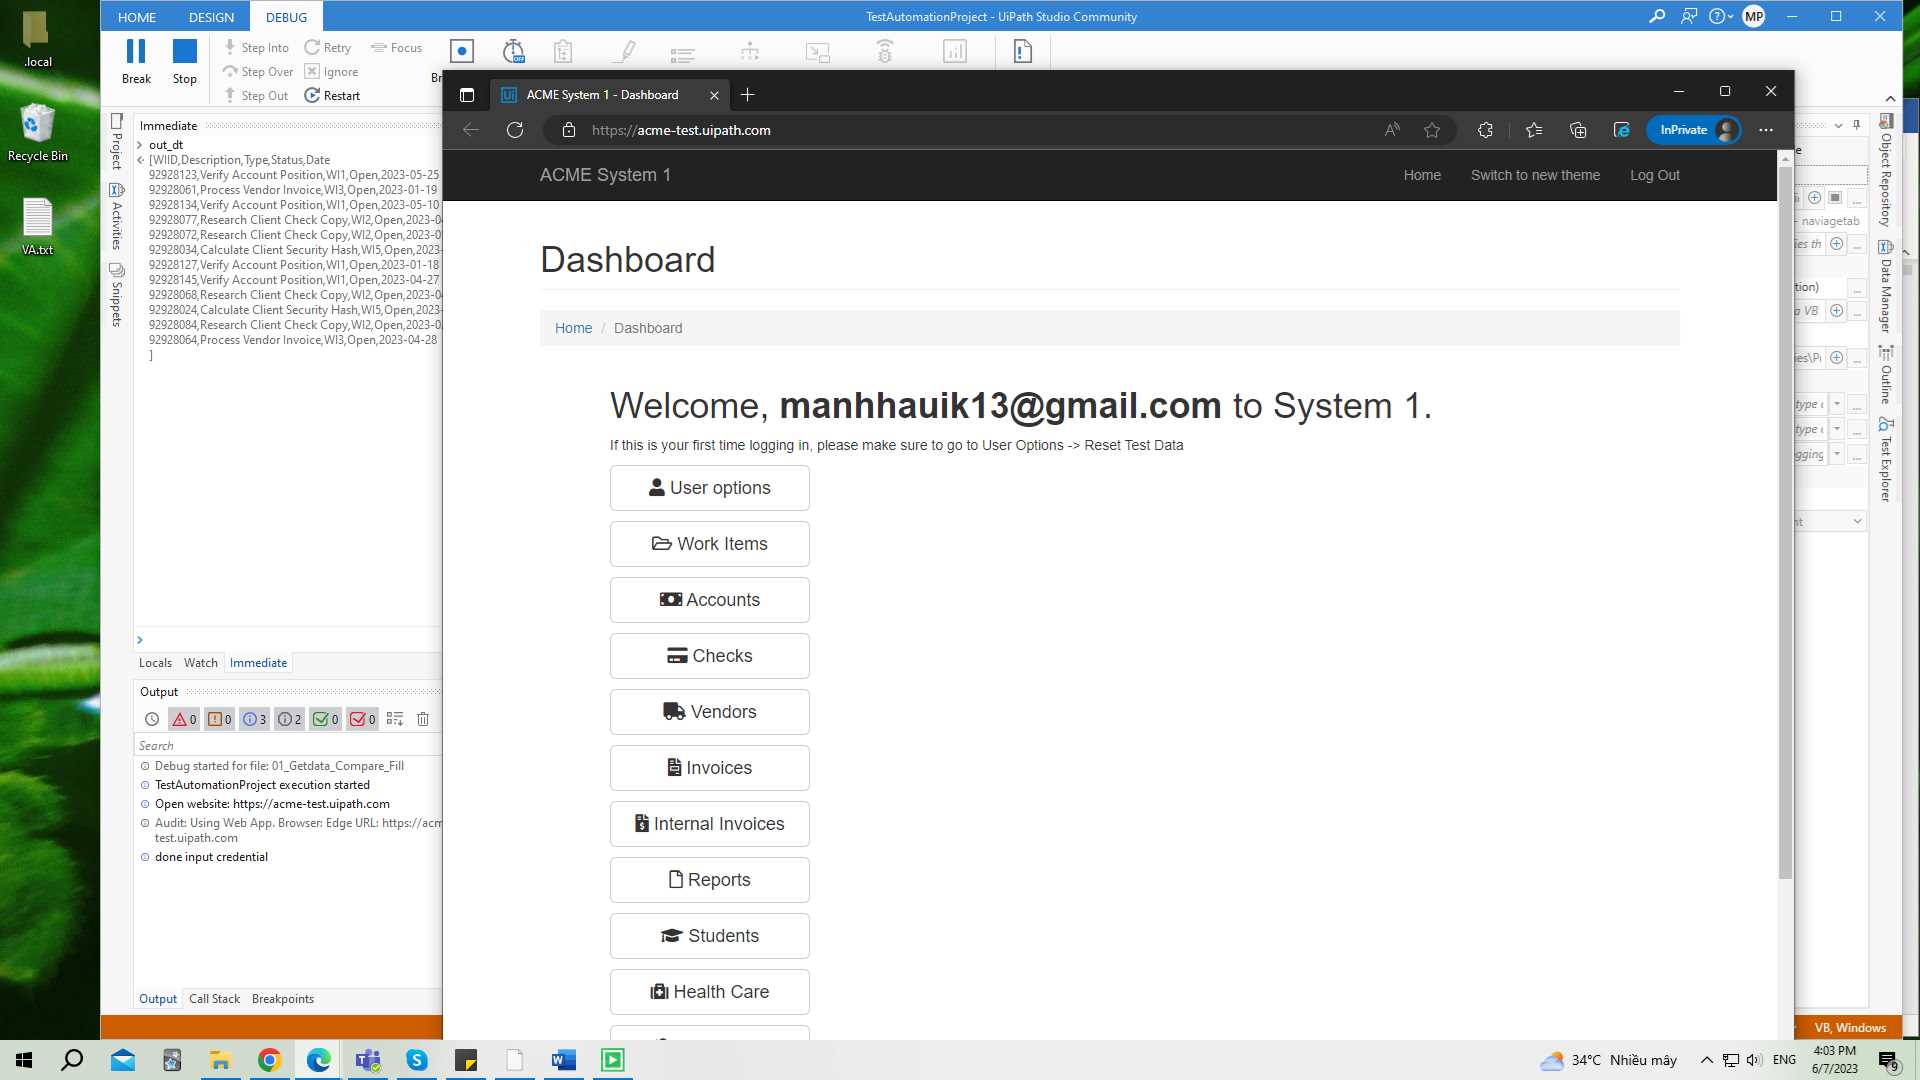 .local
Recycle Bin
VA.txt
HOME
DESIGN
DEBUG
TestAutomationProject - UiPath Studio Community
MP
Break
Stop
Step Into
Step Over
Step Out
Retry
Ignore
Restart
Focus
OFF
Br
Project
Activities
Snippets
Immediate
out_dt
[WIID,Description,Type,Status,Date
92928123,Verify Account Position,WI1,Open,2023-05-25
92928061,Process Vendor Invoice,WI3,Open,2023-01-19
92928134,Verify Account Position,WI1,Open,2023-05-10
92928077,Research Client Check Copy,WI2,Open,2023-0
92928072,Research Client Check Copy,WI2,Open,2023-0
92928034,Calculate Client Security Hash,WI5,Open,2023-
92928127,Verify Account Position,WI1,Open,2023-01-18
92928145,Verify Account Position,WI1,Open,2023-04-27
92928068,Research Client Check Copy,WI2,Open,2023-0
92928024,Calculate Client Security Hash,WI5,Open,2023-
92928084,Research Client Check Copy,WI2,Open,2023-0
92928064,Process Vendor Invoice,WI3,Open,2023-04-28
]
Locals
Watch
Immediate
Output
0
0
3
2
0
0
Search
Debug started for file: 01_Getdata_Compare_Fill
TestAutomationProject execution started
Open website: https://acme-test.uipath.com
Audit: Using Web App. Browser: Edge URL: https://acm
test.uipath.com
done input credential
Output
Call Stack
Breakpoints
Ui
ACME System 1 - Dashboard
https://acme-test.uipath.com
InPrivate
ACME System 1
Home
Switch to new theme
Log Out
Dashboard
Home / Dashboard
Welcome, manhhauik13@gmail.com to System 1.
If this is your first time logging in, please make sure to go to User Options -> Reset Test Data
User options
Work Items
Accounts
Checks
Vendors
Invoices
Internal Invoices
Reports
Students
Health Care
e
- naviagetab
ies th
tion)
a VB
es\P
type
type
gging
nt
Object Repository
Data Manager
Outline
Test Explorer
VB, Windows
34°C Nhiều mây
ENG
4:03 PM
6/7/2023
9